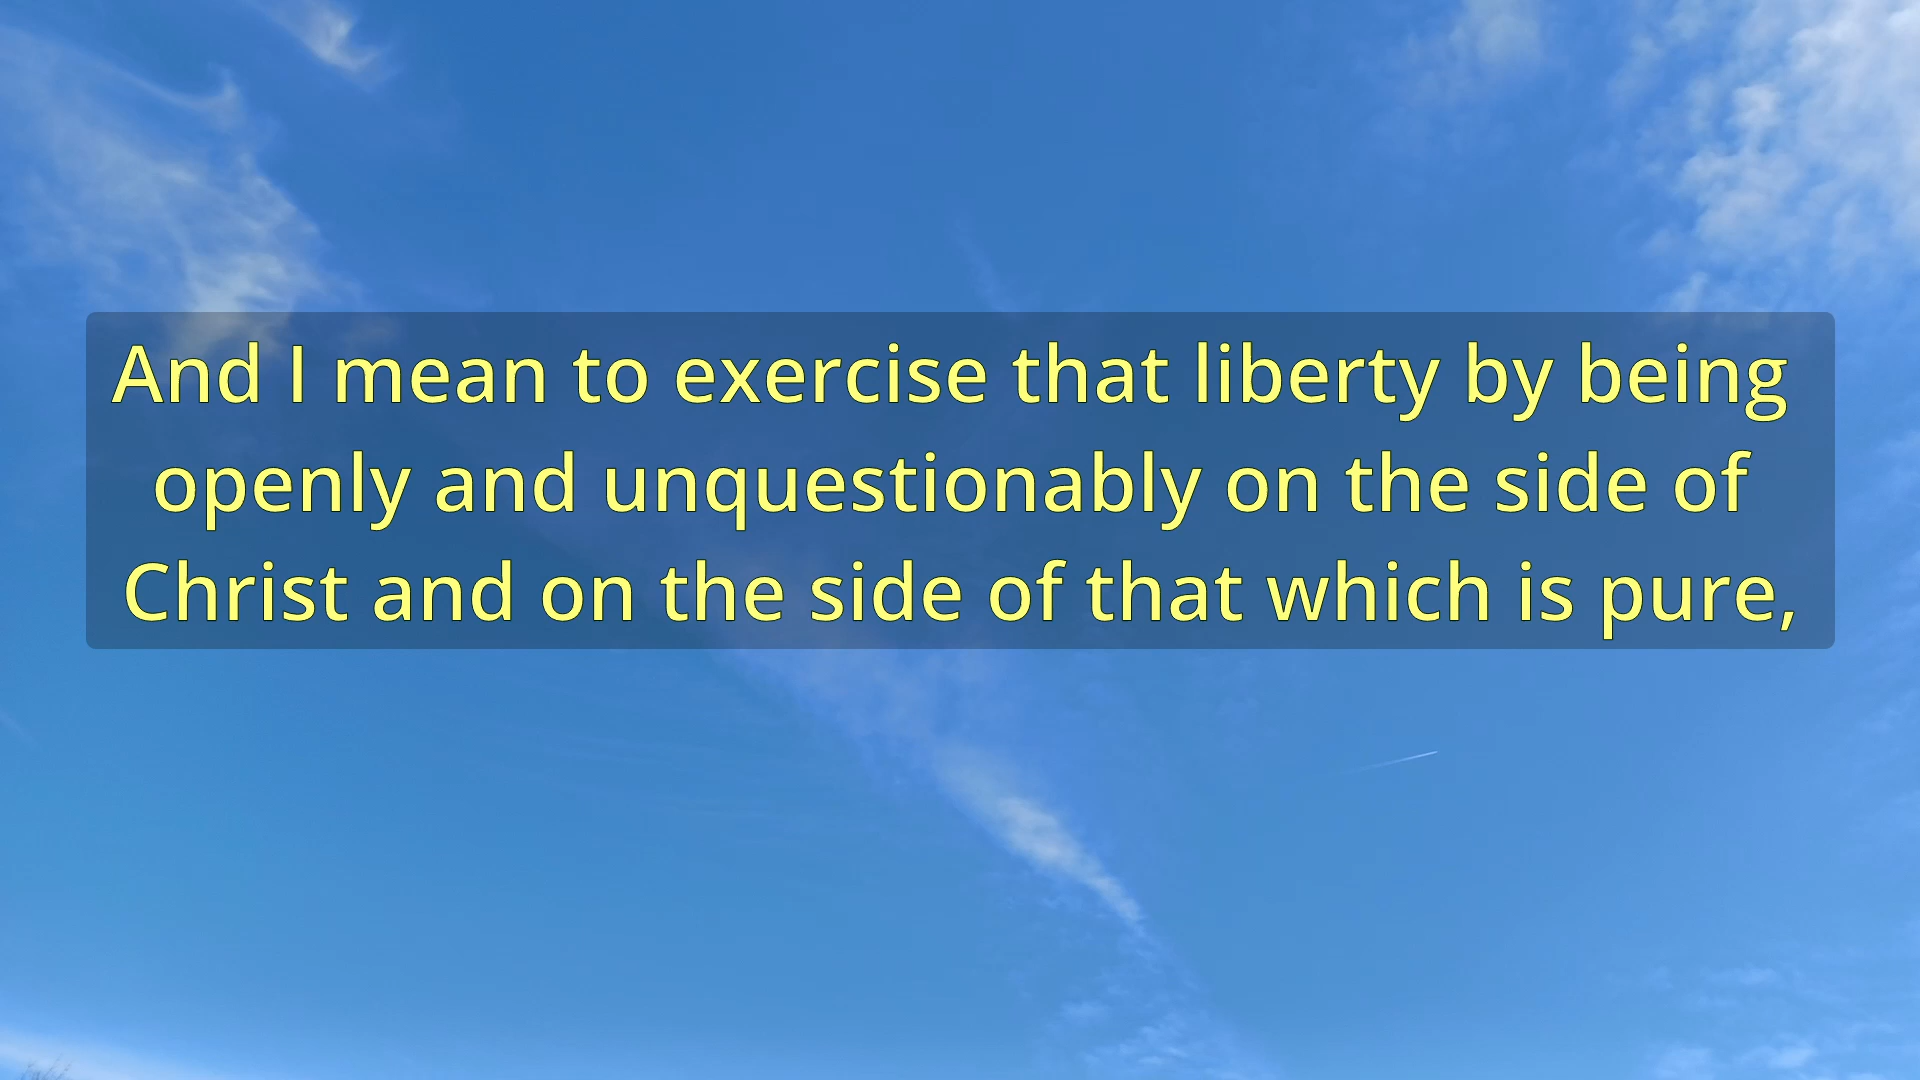 And I mean to exercise that liberty by being
openly and unquestionably on the side of
Christ and on the side of that which is pure,